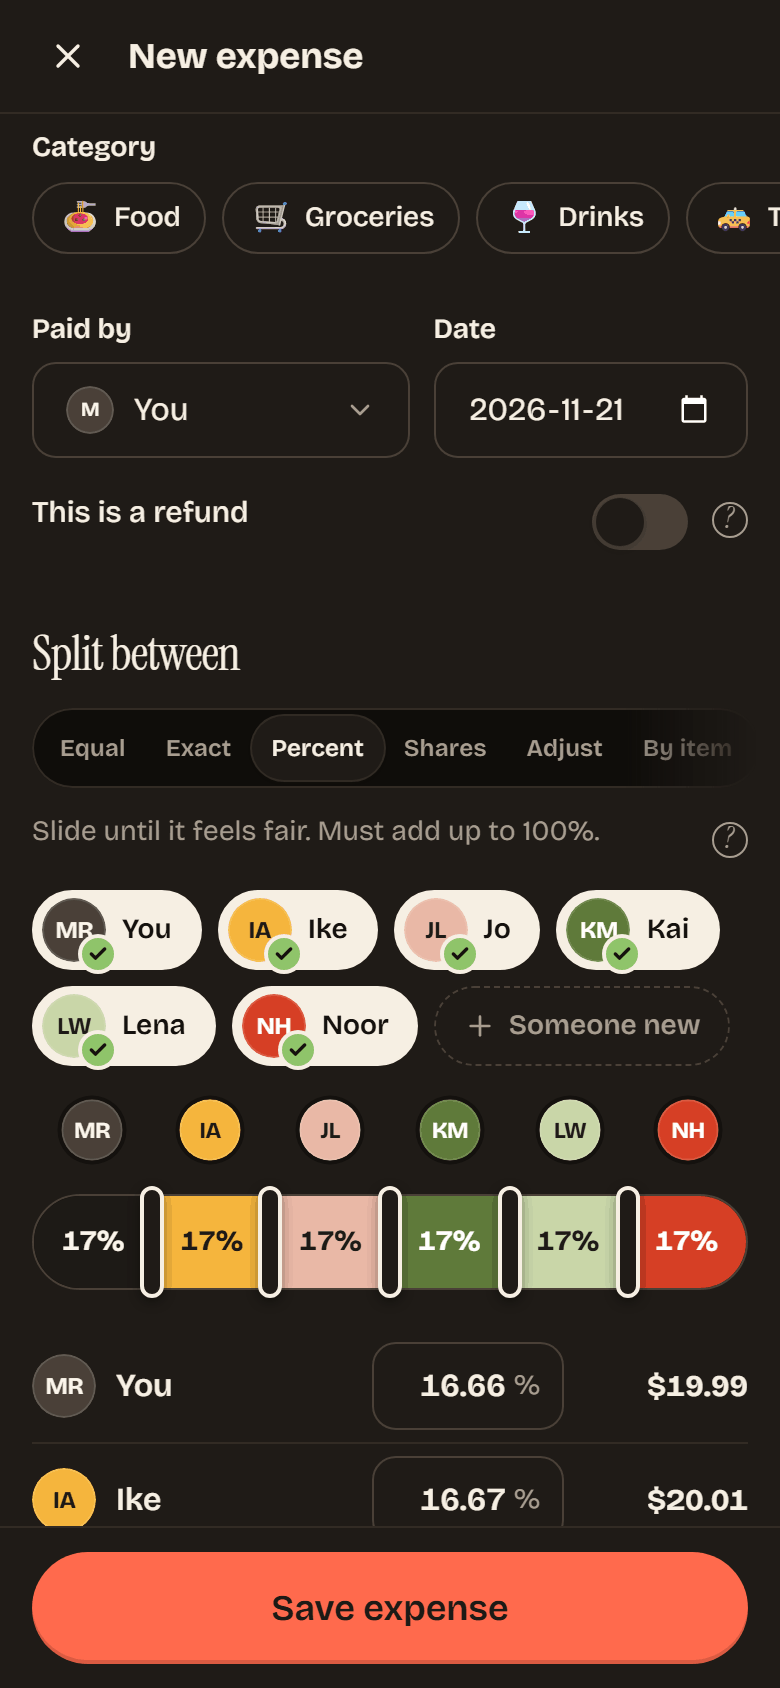 New expense
Category
Food Groceries Drinks T
Paid by Date
M You 2026-11-21
This is a refund ?
Split between
Equal Exact Percent Shares Adjust By item
Slide until it feels fair. Must add up to 100%. ?
MR You IA Ike JL Jo KM Kai
LW Lena NH Noor + Someone new
MR IA JL KM LW NH
17% 17% 17% 17% 17% 17%
MR You 16.66 % $19.99
IA Ike 16.67 % $20.01
Save expense